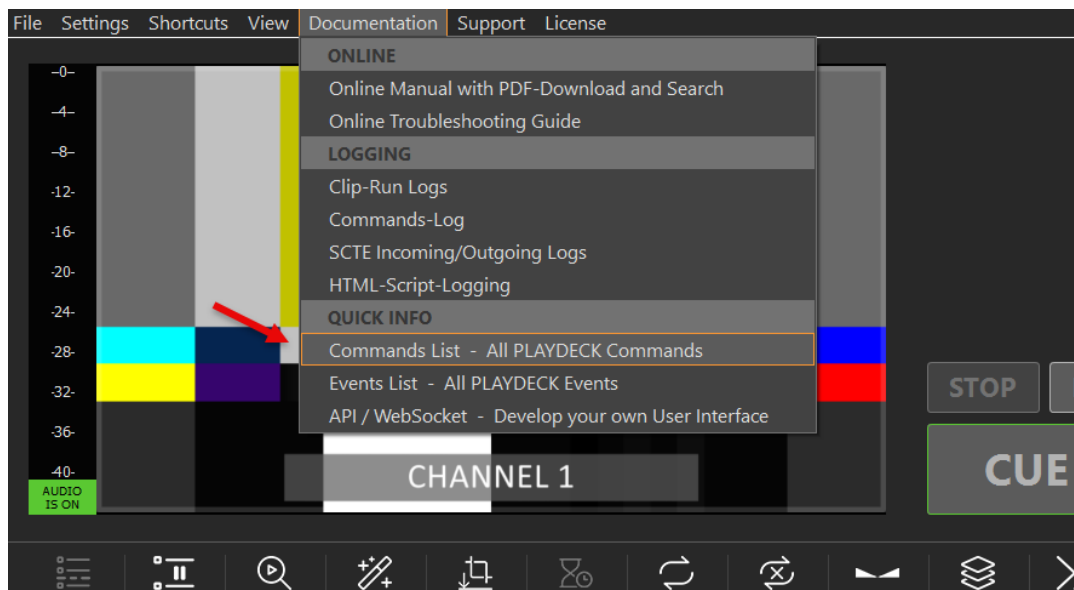 File Settings Shortcuts View Documentation Support License
ONLINE
Online Manual with PDF-Download and Search
Online Troubleshooting Guide
LOGGING
Clip-Run Logs
Commands-Log
SCTE Incoming/Outgoing Logs
HTML-Script-Logging
QUICK INFO
Commands List - All PLAYDECK Commands
Events List - All PLAYDECK Events
API / WebSocket - Develop your own User Interface
–0–
–4–
–8–
-12-
-16-
-20-
-24-
-28-
-32-
-36-
-40-
AUDIO
IS ON
CHANNEL 1
STOP
CUE